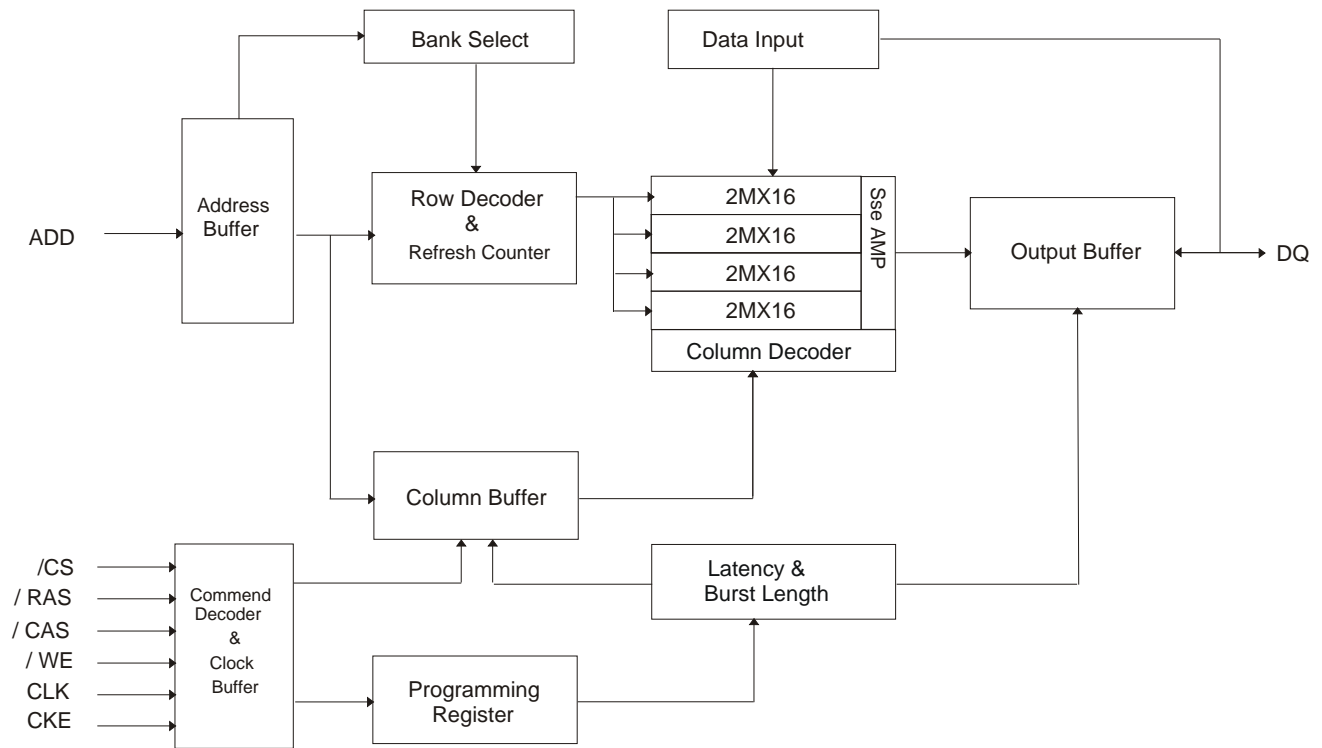 Bank Select
Data Input
Address
Buffer
Row Decoder
&
Refresh Counter
2MX16
2MX16
2MX16
2MX16
Sse AMP
Column Decoder
Output Buffer
ADD
DQ
Column Buffer
Latency &
Burst Length
/CS
/ RAS
/ CAS
/ WE
CLK
CKE
Commend
Decoder
&
Clock
Buffer
Programming
Register